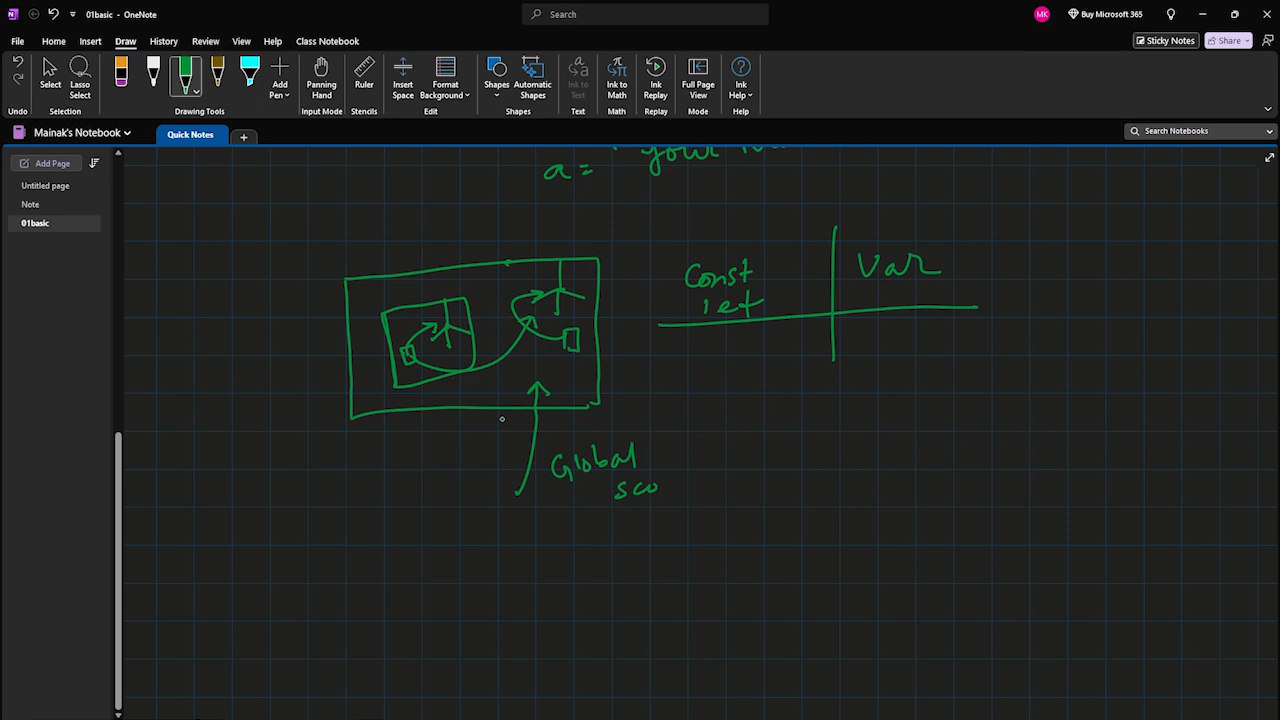 01basic - OneNote
Search
MK
Buy Microsoft 365
File Home Insert Draw History Review View Help Class Notebook
Sticky Notes
Share
Undo
Select
Lasso Select
Add Pen
Panning Hand
Ruler
Insert Space
Format Background
Shapes
Automatic Shapes
Ink to Text
Ink to Math
Ink Replay
Full Page View
Ink Help
Undo Selection Drawing Tools Input Mode Stencils Edit Shapes Text Math Replay Mode Help
Mainak's Notebook
Quick Notes
Search Notebooks
Add Page
Untitled page
Note
01basic
a = " your
Const
let
Var
Global
sco